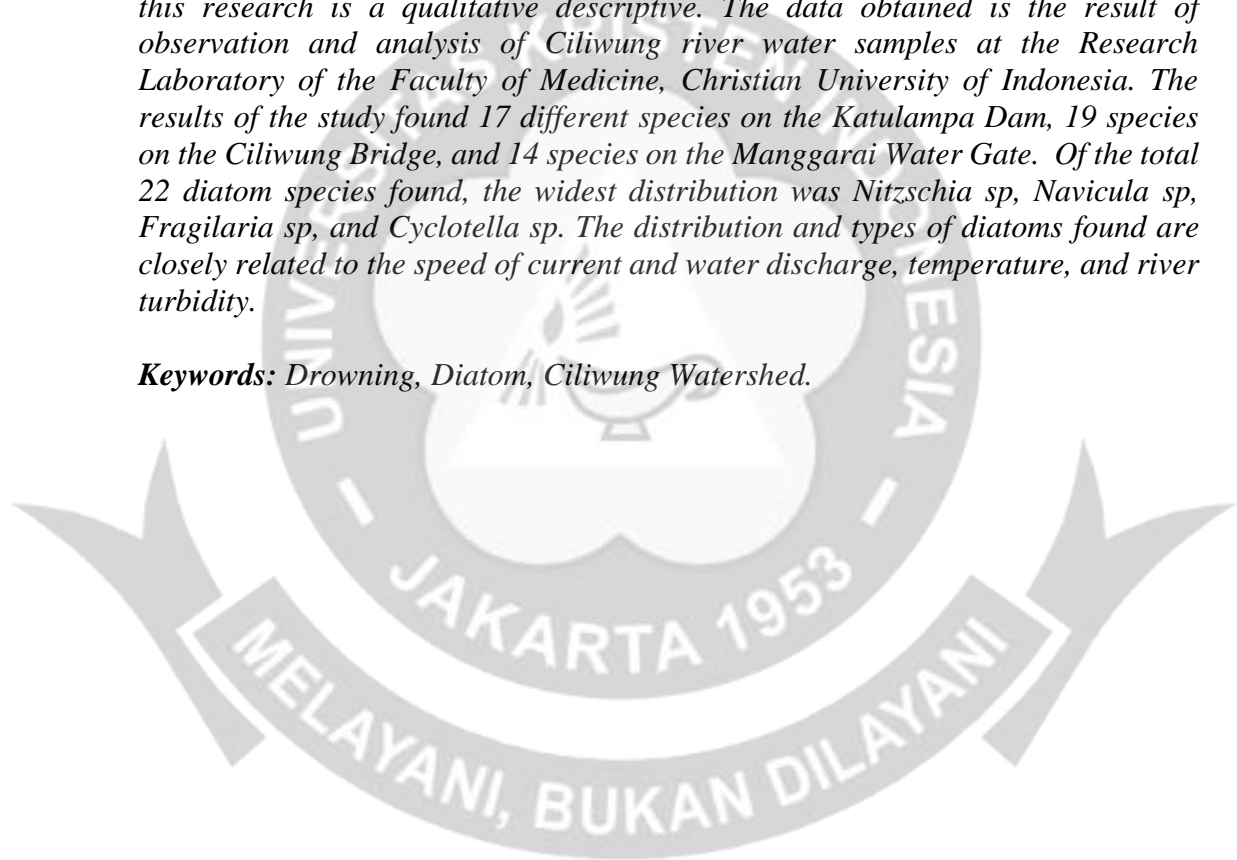 this research is a qualitative descriptive. The data obtained is the result of
observation and analysis of Ciliwung river water samples at the Research
Laboratory of the Faculty of Medicine, Christian University of Indonesia. The
results of the study found 17 different species on the Katulampa Dam, 19 species
on the Ciliwung Bridge, and 14 species on the Manggarai Water Gate. Of the total
22 diatom species found, the widest distribution was Nitzschia sp, Navicula sp,
Fragilaria sp, and Cyclotella sp. The distribution and types of diatoms found are
closely related to the speed of current and water discharge, temperature, and river
turbidity.
Keywords: Drowning, Diatom, Ciliwung Watershed.
UNIVERSITAS KRISTEN INDONESIA
- JAKARTA 1953 -
MELAYANI, BUKAN DILAYANI